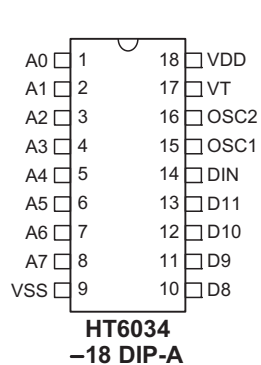 A0 1 18 VDD
A1 2 17 VT
A2 3 16 OSC2
A3 4 15 OSC1
A4 5 14 DIN
A5 6 13 D11
A6 7 12 D10
A7 8 11 D9
VSS 9 10 D8
HT6034
–18 DIP-A